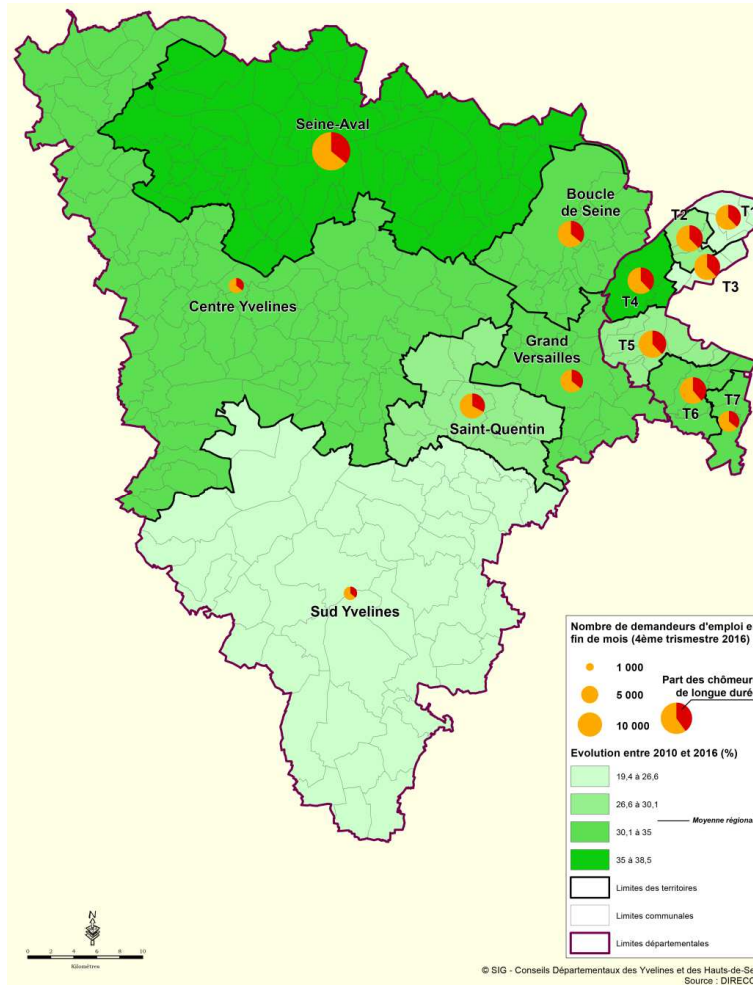 Seine-Aval
Boucle
de Seine
T2
T1
T3
T4
Centre Yvelines
Grand
Versailles
T5
Saint-Quentin
T6
T7
Sud Yvelines
Nombre de demandeurs d'emploi e
fin de mois (4ème trismestre 2016)
1 000
5 000
10 000
Part des chômeur
de longue duré
Evolution entre 2010 et 2016 (%)
19,4 à 26,6
26,6 à 30,1
30,1 à 35
35 à 38,5
Moyenne régional
Limites des territoires
Limites communales
Limites départementales
N
0 2 4 6 8 10
Kilomètres
© SIG - Conseils Départementaux des Yvelines et des Hauts-de-Se
Source : DIRECC